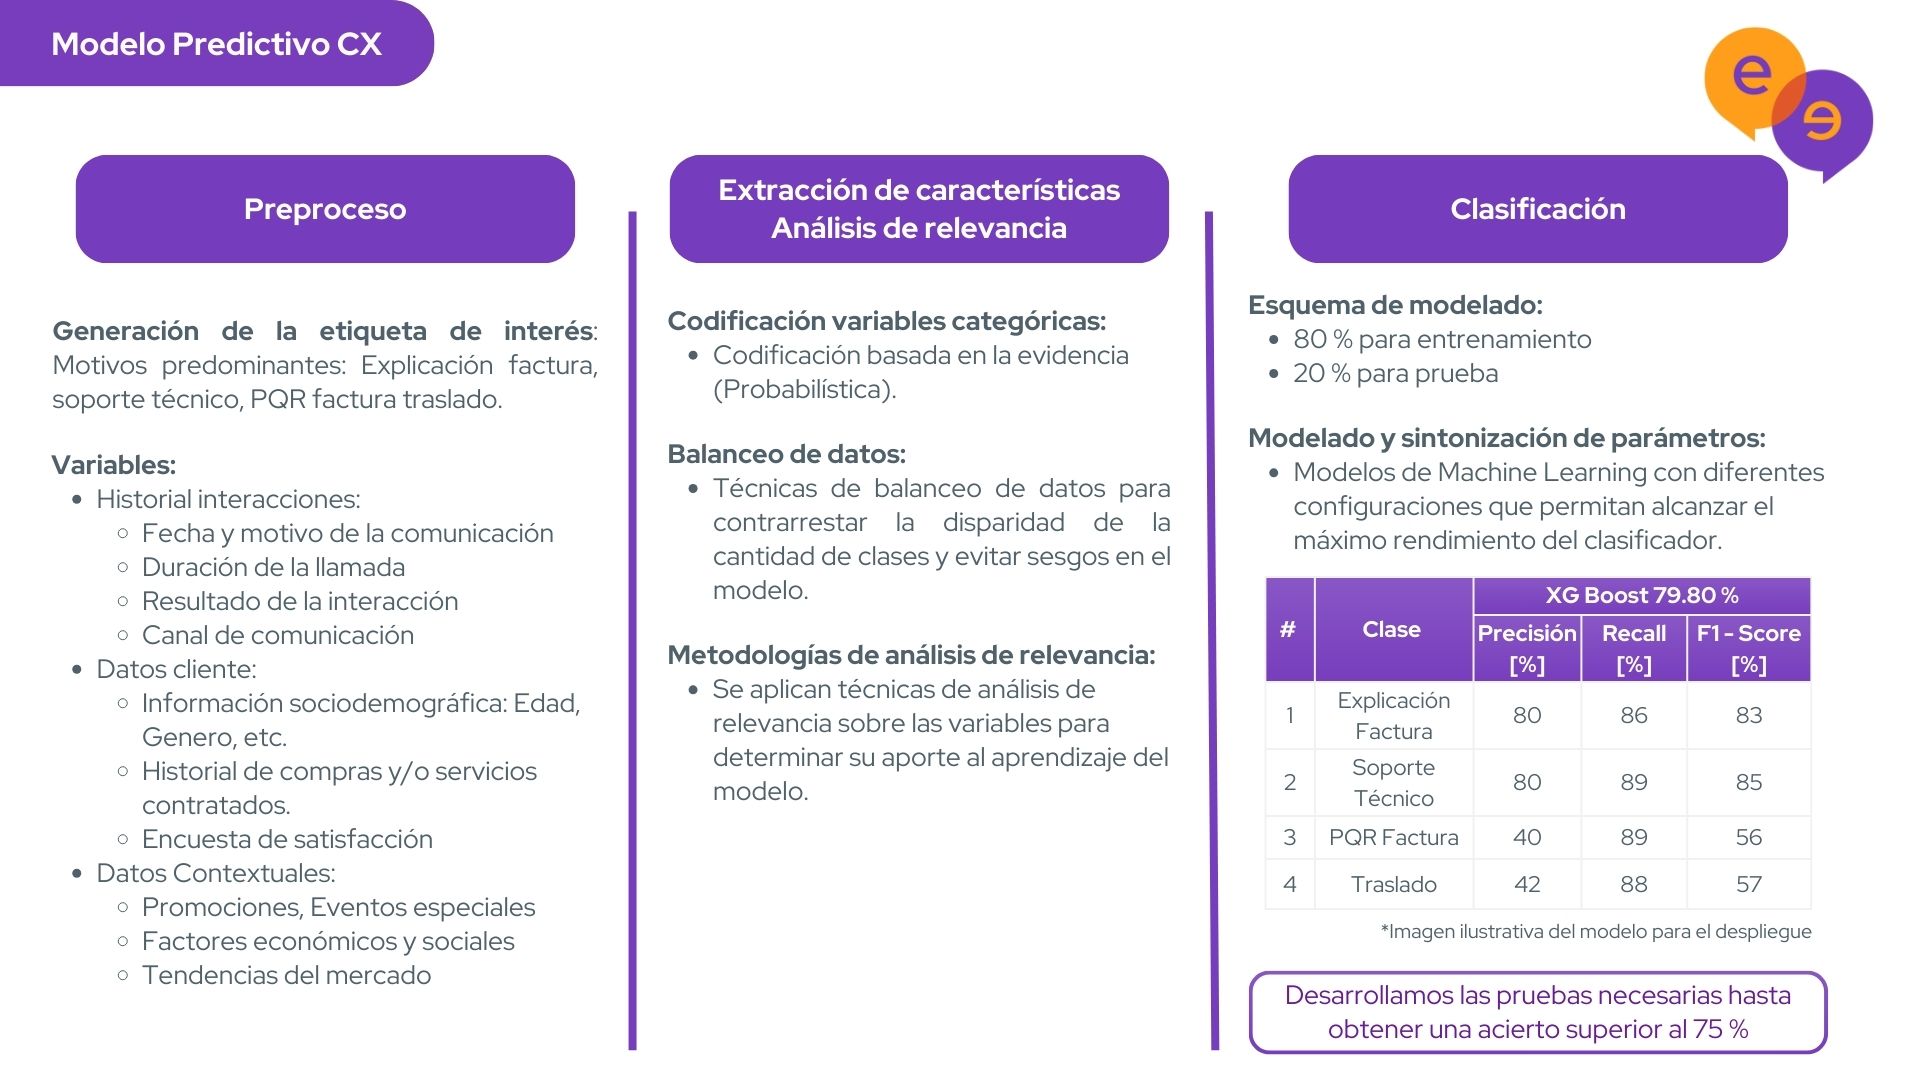 Modelo Predictivo CX
e
e
Preproceso
Generación de la etiqueta de interés:
Motivos predominantes: Explicación factura,
soporte técnico, PQR factura traslado.
Variables:
Historial interacciones:
Fecha y motivo de la comunicación
Duración de la llamada
Resultado de la interacción
Canal de comunicación
Datos cliente:
Información sociodemográfica: Edad,
Genero, etc.
Historial de compras y/o servicios
contratados.
Encuesta de satisfacción
Datos Contextuales:
Promociones, Eventos especiales
Factores económicos y sociales
Tendencias del mercado
Extracción de características
Análisis de relevancia
Codificación variables categóricas:
Codificación basada en la evidencia
(Probabilística).
Balanceo de datos:
Técnicas de balanceo de datos para
contrarrestar la disparidad de la
cantidad de clases y evitar sesgos en el
modelo.
Metodologías de análisis de relevancia:
Se aplican técnicas de análisis de
relevancia sobre las variables para
determinar su aporte al aprendizaje del
modelo.
Clasificación
Esquema de modelado:
80 % para entrenamiento
20 % para prueba
Modelado y sintonización de parámetros:
Modelos de Machine Learning con diferentes
configuraciones que permitan alcanzar el
máximo rendimiento del clasificador.
# Clase XG Boost 79.80 %
Precisión [%] Recall [%] F1 - Score [%]
1 Explicación Factura 80 86 83
2 Soporte Técnico 80 89 85
3 PQR Factura 40 89 56
4 Traslado 42 88 57
*Imagen ilustrativa del modelo para el despliegue
Desarrollamos las pruebas necesarias hasta
obtener una acierto superior al 75 %